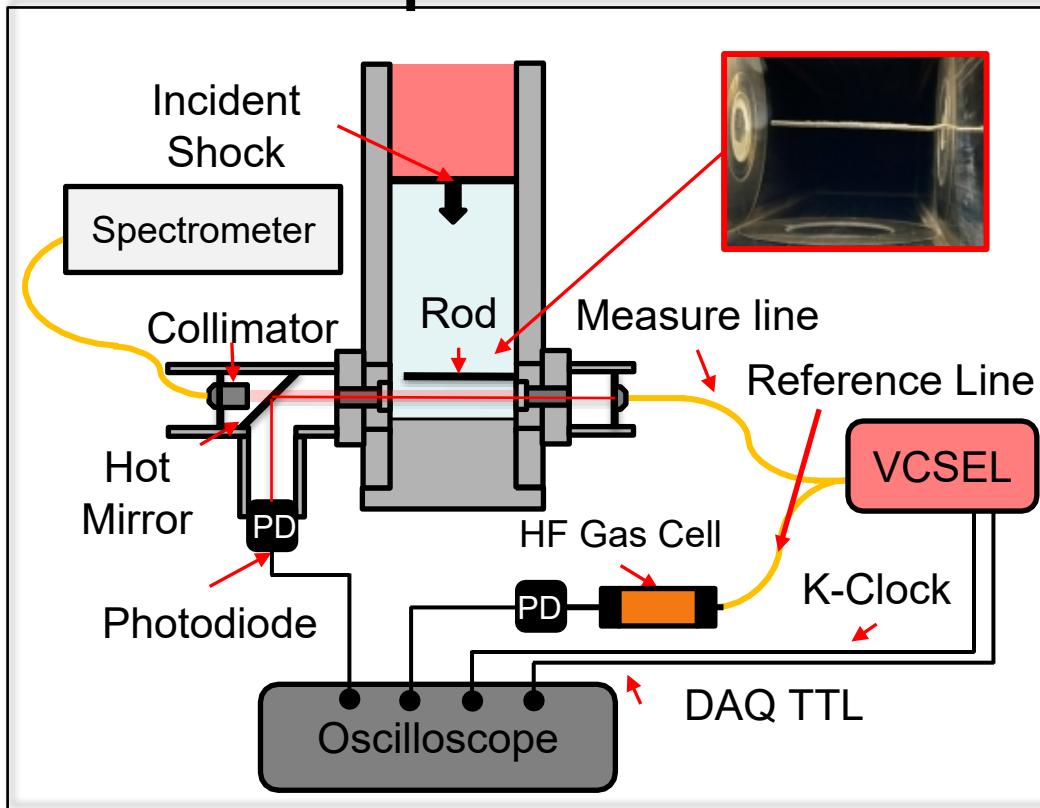 Incident
Shock
Spectrometer
Collimator
Rod
Measure line
Reference Line
Hot
Mirror
VCSEL
PD
HF Gas Cell
PD
K-Clock
Photodiode
DAQ TTL
Oscilloscope